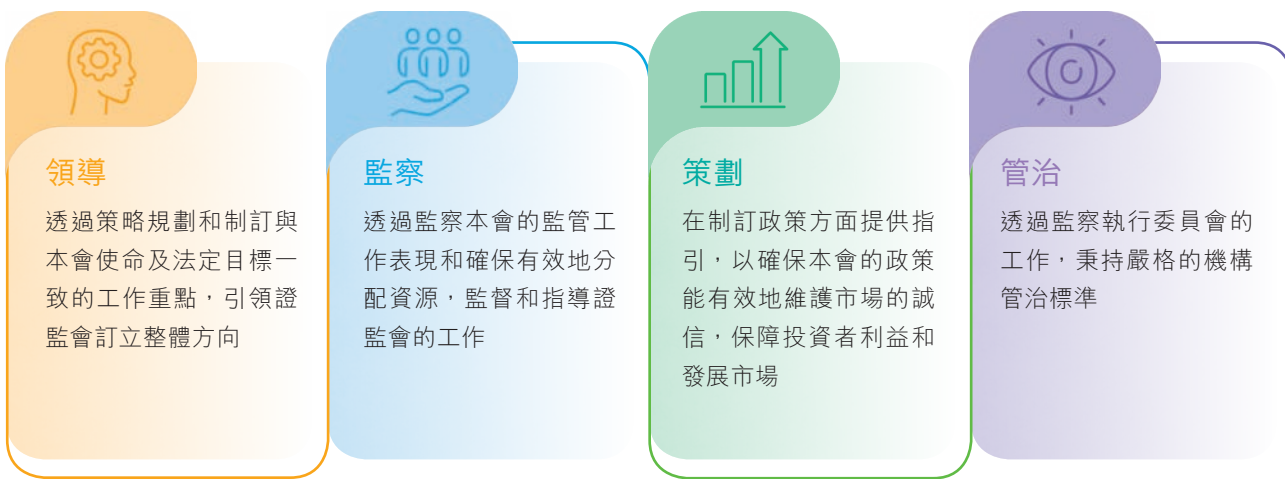 領導
透過策略規劃和制訂與
本會使命及法定目標一
致的工作重點，引領證
監會訂立整體方向
監察
透過監察本會的監管工
作表現和確保有效地分
配資源，監督和指導證
監會的工作
策劃
在制訂政策方面提供指
引，以確保本會的政策
能有效地維護市場的誠
信，保障投資者利益和
發展市場
管治
透過監察執行委員會的
工作，秉持嚴格的機構
管治標準